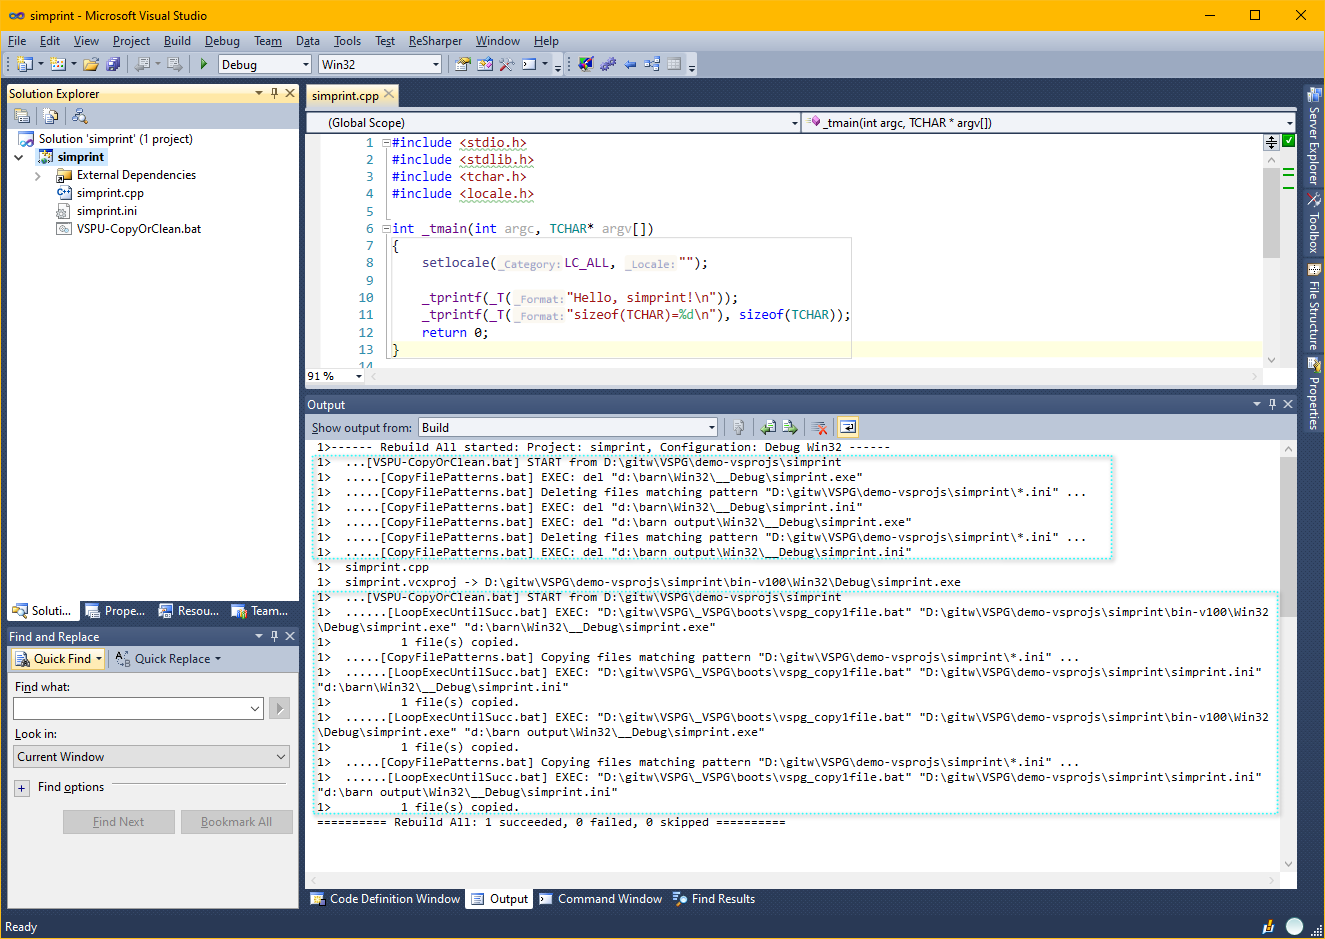 simprint - Microsoft Visual Studio
File Edit View Project Build Debug Team Data Tools Test ReSharper Window Help
Debug Win32
Solution Explorer
Solution 'simprint' (1 project)
simprint
External Dependencies
simprint.cpp
simprint.ini
VSPU-CopyOrClean.bat
Soluti... Prope... Resou... Team...
Find and Replace
Quick Find Quick Replace
Find what:
Look in:
Current Window
+ Find options
Find Next Bookmark All
simprint.cpp
(Global Scope) _tmain(int argc, TCHAR * argv[])
1 #include <stdio.h>
2 #include <stdlib.h>
3 #include <tchar.h>
4 #include <locale.h>
5
6 int _tmain(int argc, TCHAR* argv[])
7 {
8 setlocale(_Category: LC_ALL, _Locale: "");
9
10 _tprintf(_T(_Format: "Hello, simprint!\n"));
11 _tprintf(_T(_Format: "sizeof(TCHAR)=%d\n"), sizeof(TCHAR));
12 return 0;
13 }
14
91 %
Output
Show output from: Build
1>------ Rebuild All started: Project: simprint, Configuration: Debug Win32 ------
1> ...[VSPU-CopyOrClean.bat] START from D:\gitw\VSPG\demo-vsprojs\simprint
1> .....[CopyFilePatterns.bat] EXEC: del "d:\barn\Win32\__Debug\simprint.exe"
1> .....[CopyFilePatterns.bat] Deleting files matching pattern "D:\gitw\VSPG\demo-vsprojs\simprint\*.ini" ...
1> .....[CopyFilePatterns.bat] EXEC: del "d:\barn\Win32\__Debug\simprint.ini"
1> .....[CopyFilePatterns.bat] EXEC: del "d:\barn output\Win32\__Debug\simprint.exe"
1> .....[CopyFilePatterns.bat] Deleting files matching pattern "D:\gitw\VSPG\demo-vsprojs\simprint\*.ini" ...
1> .....[CopyFilePatterns.bat] EXEC: del "d:\barn output\Win32\__Debug\simprint.ini"
1> simprint.cpp
1> simprint.vcxproj -> D:\gitw\VSPG\demo-vsprojs\simprint\bin-v100\Win32\Debug\simprint.exe
1> ...[VSPU-CopyOrClean.bat] START from D:\gitw\VSPG\demo-vsprojs\simprint
1> ......[LoopExecUntilSucc.bat] EXEC: "D:\gitw\VSPG\_VSPG\boots\vspg_copy1file.bat" "D:\gitw\VSPG\demo-vsprojs\simprint\bin-v100\Win32
\Debug\simprint.exe" "d:\barn\Win32\__Debug\simprint.exe"
1> 1 file(s) copied.
1> .....[CopyFilePatterns.bat] Copying files matching pattern "D:\gitw\VSPG\demo-vsprojs\simprint\*.ini" ...
1> ......[LoopExecUntilSucc.bat] EXEC: "D:\gitw\VSPG\_VSPG\boots\vspg_copy1file.bat" "D:\gitw\VSPG\demo-vsprojs\simprint\simprint.ini"
"d:\barn\Win32\__Debug\simprint.ini"
1> 1 file(s) copied.
1> ......[LoopExecUntilSucc.bat] EXEC: "D:\gitw\VSPG\_VSPG\boots\vspg_copy1file.bat" "D:\gitw\VSPG\demo-vsprojs\simprint\bin-v100\Win32
\Debug\simprint.exe" "d:\barn output\Win32\__Debug\simprint.exe"
1> 1 file(s) copied.
1> .....[CopyFilePatterns.bat] Copying files matching pattern "D:\gitw\VSPG\demo-vsprojs\simprint\*.ini" ...
1> ......[LoopExecUntilSucc.bat] EXEC: "D:\gitw\VSPG\_VSPG\boots\vspg_copy1file.bat" "D:\gitw\VSPG\demo-vsprojs\simprint\simprint.ini"
"d:\barn output\Win32\__Debug\simprint.ini"
1> 1 file(s) copied.
========== Rebuild All: 1 succeeded, 0 failed, 0 skipped ==========
Code Definition Window Output Command Window Find Results
Server Explorer
Toolbox
File Structure
Properties
Ready